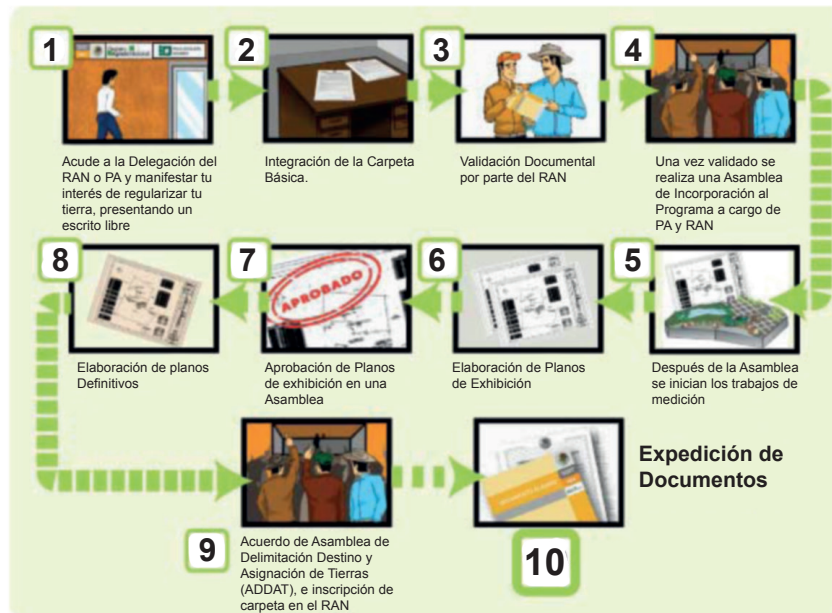 1
Acude a la Delegación del
RAN o PA y manifestar tu
interés de regularizar tu
tierra, presentando un
escrito libre
2
Integración de la Carpeta
Básica.
3
Validación Documental
por parte del RAN
4
Una vez validado se
realiza una Asamblea
de Incorporación al
Programa a cargo de
PA y RAN
5
Después de la Asamblea
se inician los trabajos de
medición
6
Elaboración de Planos
de Exhibición
7
APROBADO
Aprobación de Planos
de exhibición en una
Asamblea
8
Elaboración de planos
Definitivos
9
Acuerdo de Asamblea de
Delimitación Destino y
Asignación de Tierras
(ADDAT), e inscripción de
carpeta en el RAN
Expedición de
Documentos
10